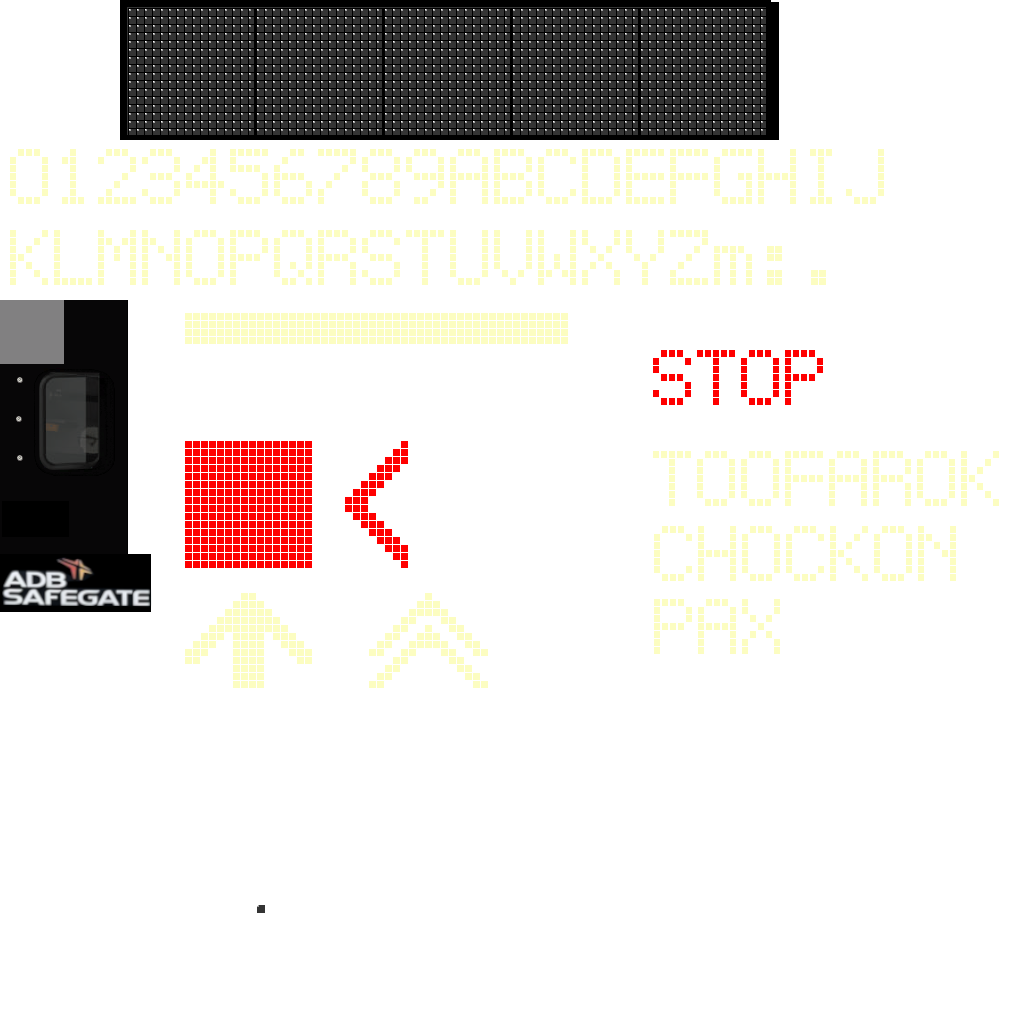 0123456789ABCDEFGHIJ
KLMNOPQRSTUVWXYZm:.
STOP
TOOFAROK
CHOCKON
PAX
ADB
SAFEGATE